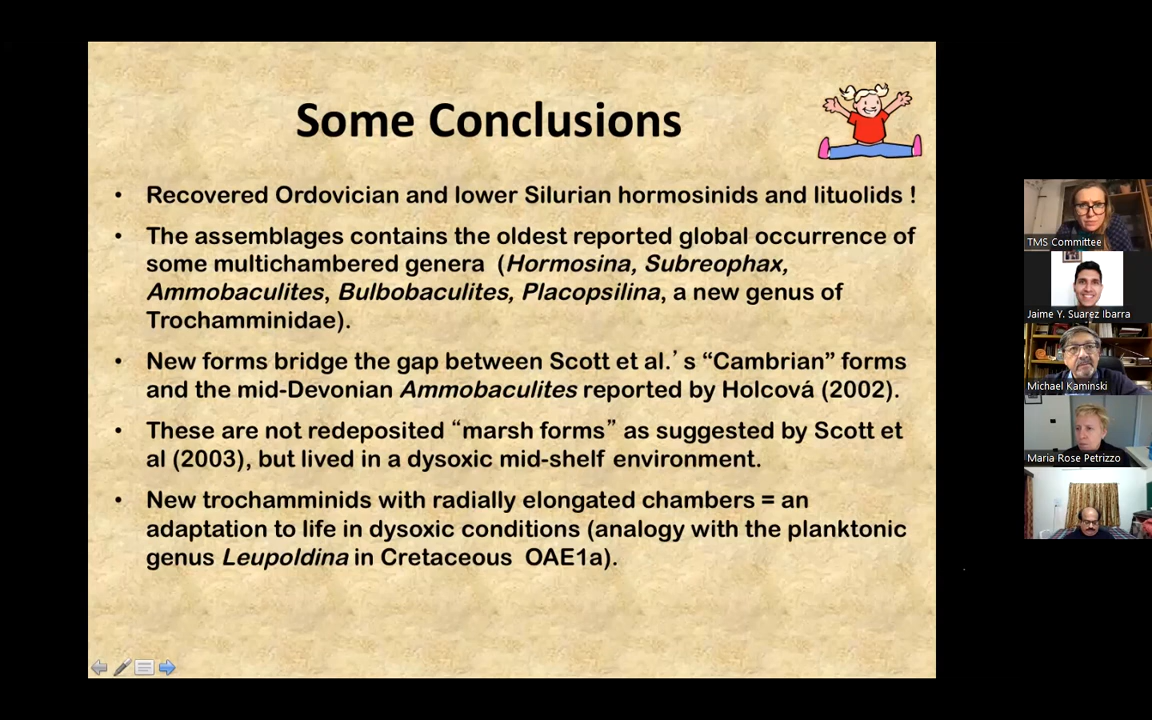 Some Conclusions
• Recovered Ordovician and lower Silurian hormosinids and lituolids !
• The assemblages contains the oldest reported global occurrence of
some multichambered genera (Hormosina, Subreophax,
Ammobaculites, Bulbobaculites, Placopsilina, a new genus of
Trochamminidae).
• New forms bridge the gap between Scott et al.’ s “Cambrian” forms
and the mid-Devonian Ammobaculites reported by Holcová (2002).
• These are not redeposited “marsh forms” as suggested by Scott et
al (2003), but lived in a dysoxic mid-shelf environment.
• New trochamminids with radially elongated chambers = an
adaptation to life in dysoxic conditions (analogy with the planktonic
genus Leupoldina in Cretaceous OAE1a).
TMS Committee
Jaime Y. Suarez Ibarra
Michael Kaminski
Maria Rose Petrizzo